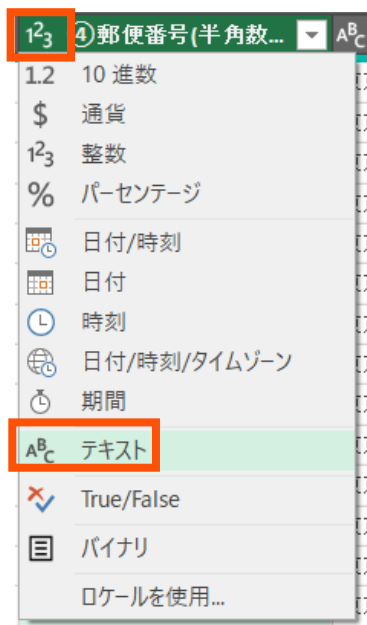 123 ④郵便番号(半角数... ABC
1.2 10 進数
$ 通貨
123 整数
% パーセンテージ
日付/時刻
日付
時刻
日付/時刻/タイムゾーン
期間
ABC テキスト
True/False
バイナリ
ロケールを使用...